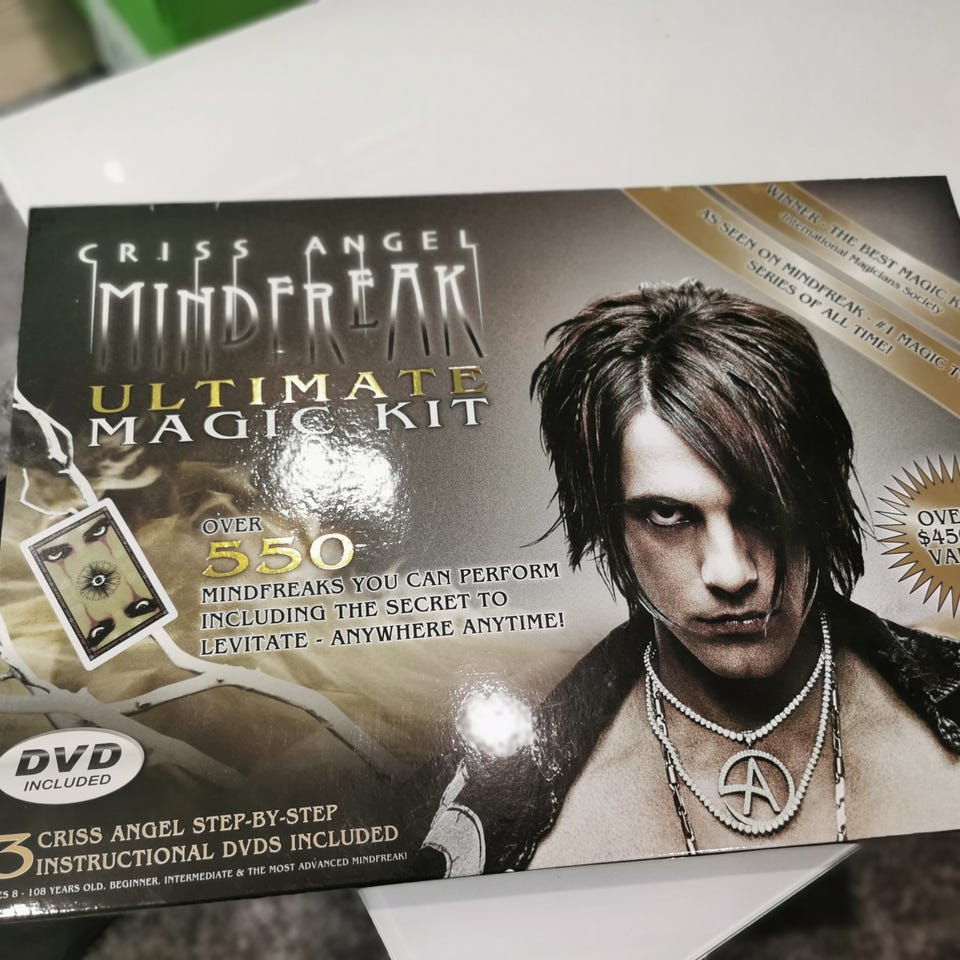 CRISS ANGEL
MINDFREAK
ULTIMATE
MAGIC KIT
WINNER - THE BEST MAGIC
International Magicians Society
AS SEEN ON MINDFREAK - #1 MAGIC
SERIES OF ALL TIME!
OVER
550
MINDFREAKS YOU CAN PERFORM
INCLUDING THE SECRET TO
LEVITATE - ANYWHERE ANYTIME!
DVD
INCLUDED
3 CRISS ANGEL STEP-BY-STEP
INSTRUCTIONAL DVDS INCLUDED
8 - 108 YEARS OLD. BEGINNER, INTERMEDIATE & THE MOST ADVANCED MINDFREAK!
A